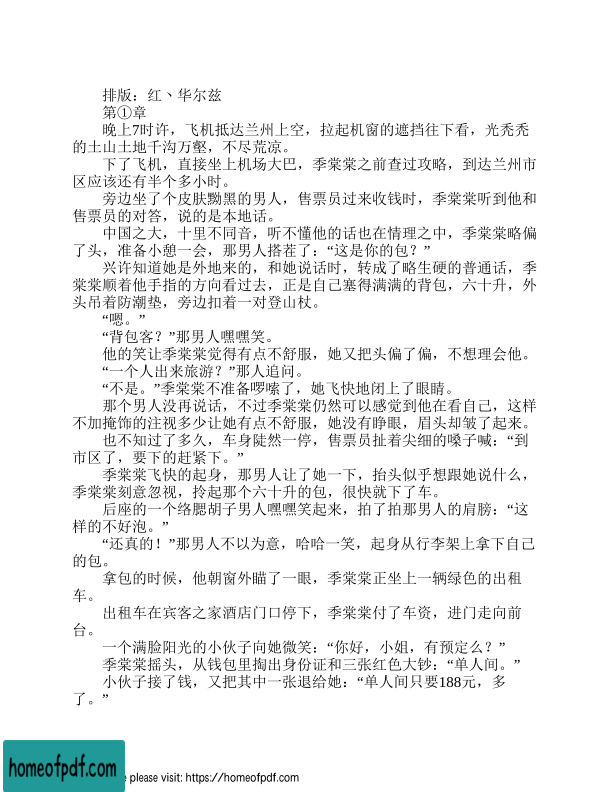 排版：红丶华尔兹
第①章
晚上7时许，飞机抵达兰州上空，拉起机窗的遮挡往下看，光秃秃
的土山土地千沟万壑，不尽荒凉。
下了飞机，直接坐上机场大巴，季棠棠之前查过攻略，到达兰州市
区应该还有半个多小时。
旁边坐了个皮肤黝黑的男人，售票员过来收钱时，季棠棠听到他和
售票员的对答，说的是本地话。
中国之大，十里不同音，听不懂他的话也在情理之中，季棠棠略偏
了头，准备小憩一会，那男人搭茬了：“这是你的包？”
兴许知道她是外地来的，和她说话时，转成了略生硬的普通话，季
棠棠顺着他手指的方向看过去，正是自己塞得满满的背包，六十升，外
头吊着防潮垫，旁边扣着一对登山杖。
“嗯。”
“背包客？”那男人嘿嘿笑。
他的笑让季棠棠觉得有点不舒服，她又把头偏了偏，不想理会他。
“一个人出来旅游？”那人追问。
“不是。”季棠棠不准备啰嗦了，她飞快地闭上了眼睛。
那个男人没再说话，不过季棠棠仍然可以感觉到他在看自己，这样
不加掩饰的注视多少让她有点不舒服，她没有睁眼，眉头却皱了起来。
也不知过了多久，车身陡然一停，售票员扯着尖细的嗓子喊：“到
市区了，要下的赶紧下。”
季棠棠飞快的起身，那男人让了她一下，抬头似乎想跟她说什么，
季棠棠刻意忽视，拎起那个六十升的包，很快就下了车。
后座的一个络腮胡子男人嘿嘿笑起来，拍了拍那男人的肩膀：“这
样的不好泡。”
“还真的！”那男人不以为意，哈哈一笑，起身从行李架上拿下自己
的包。
拿包的时候，他朝窗外瞄了一眼，季棠棠正坐上一辆绿色的出租
车。
出租车在宾客之家酒店门口停下，季棠棠付了车资，进门走向前
台。
一个满脸阳光的小伙子向她微笑：“你好，小姐，有预定么？”
季棠棠摇头，从钱包里掏出身份证和三张红色大钞：“单人间。”
小伙子接了钱，又把其中一张退给她：“单人间只要188元，多
了。”
homeofpdf.com
e please visit: https://homeofpdf.com